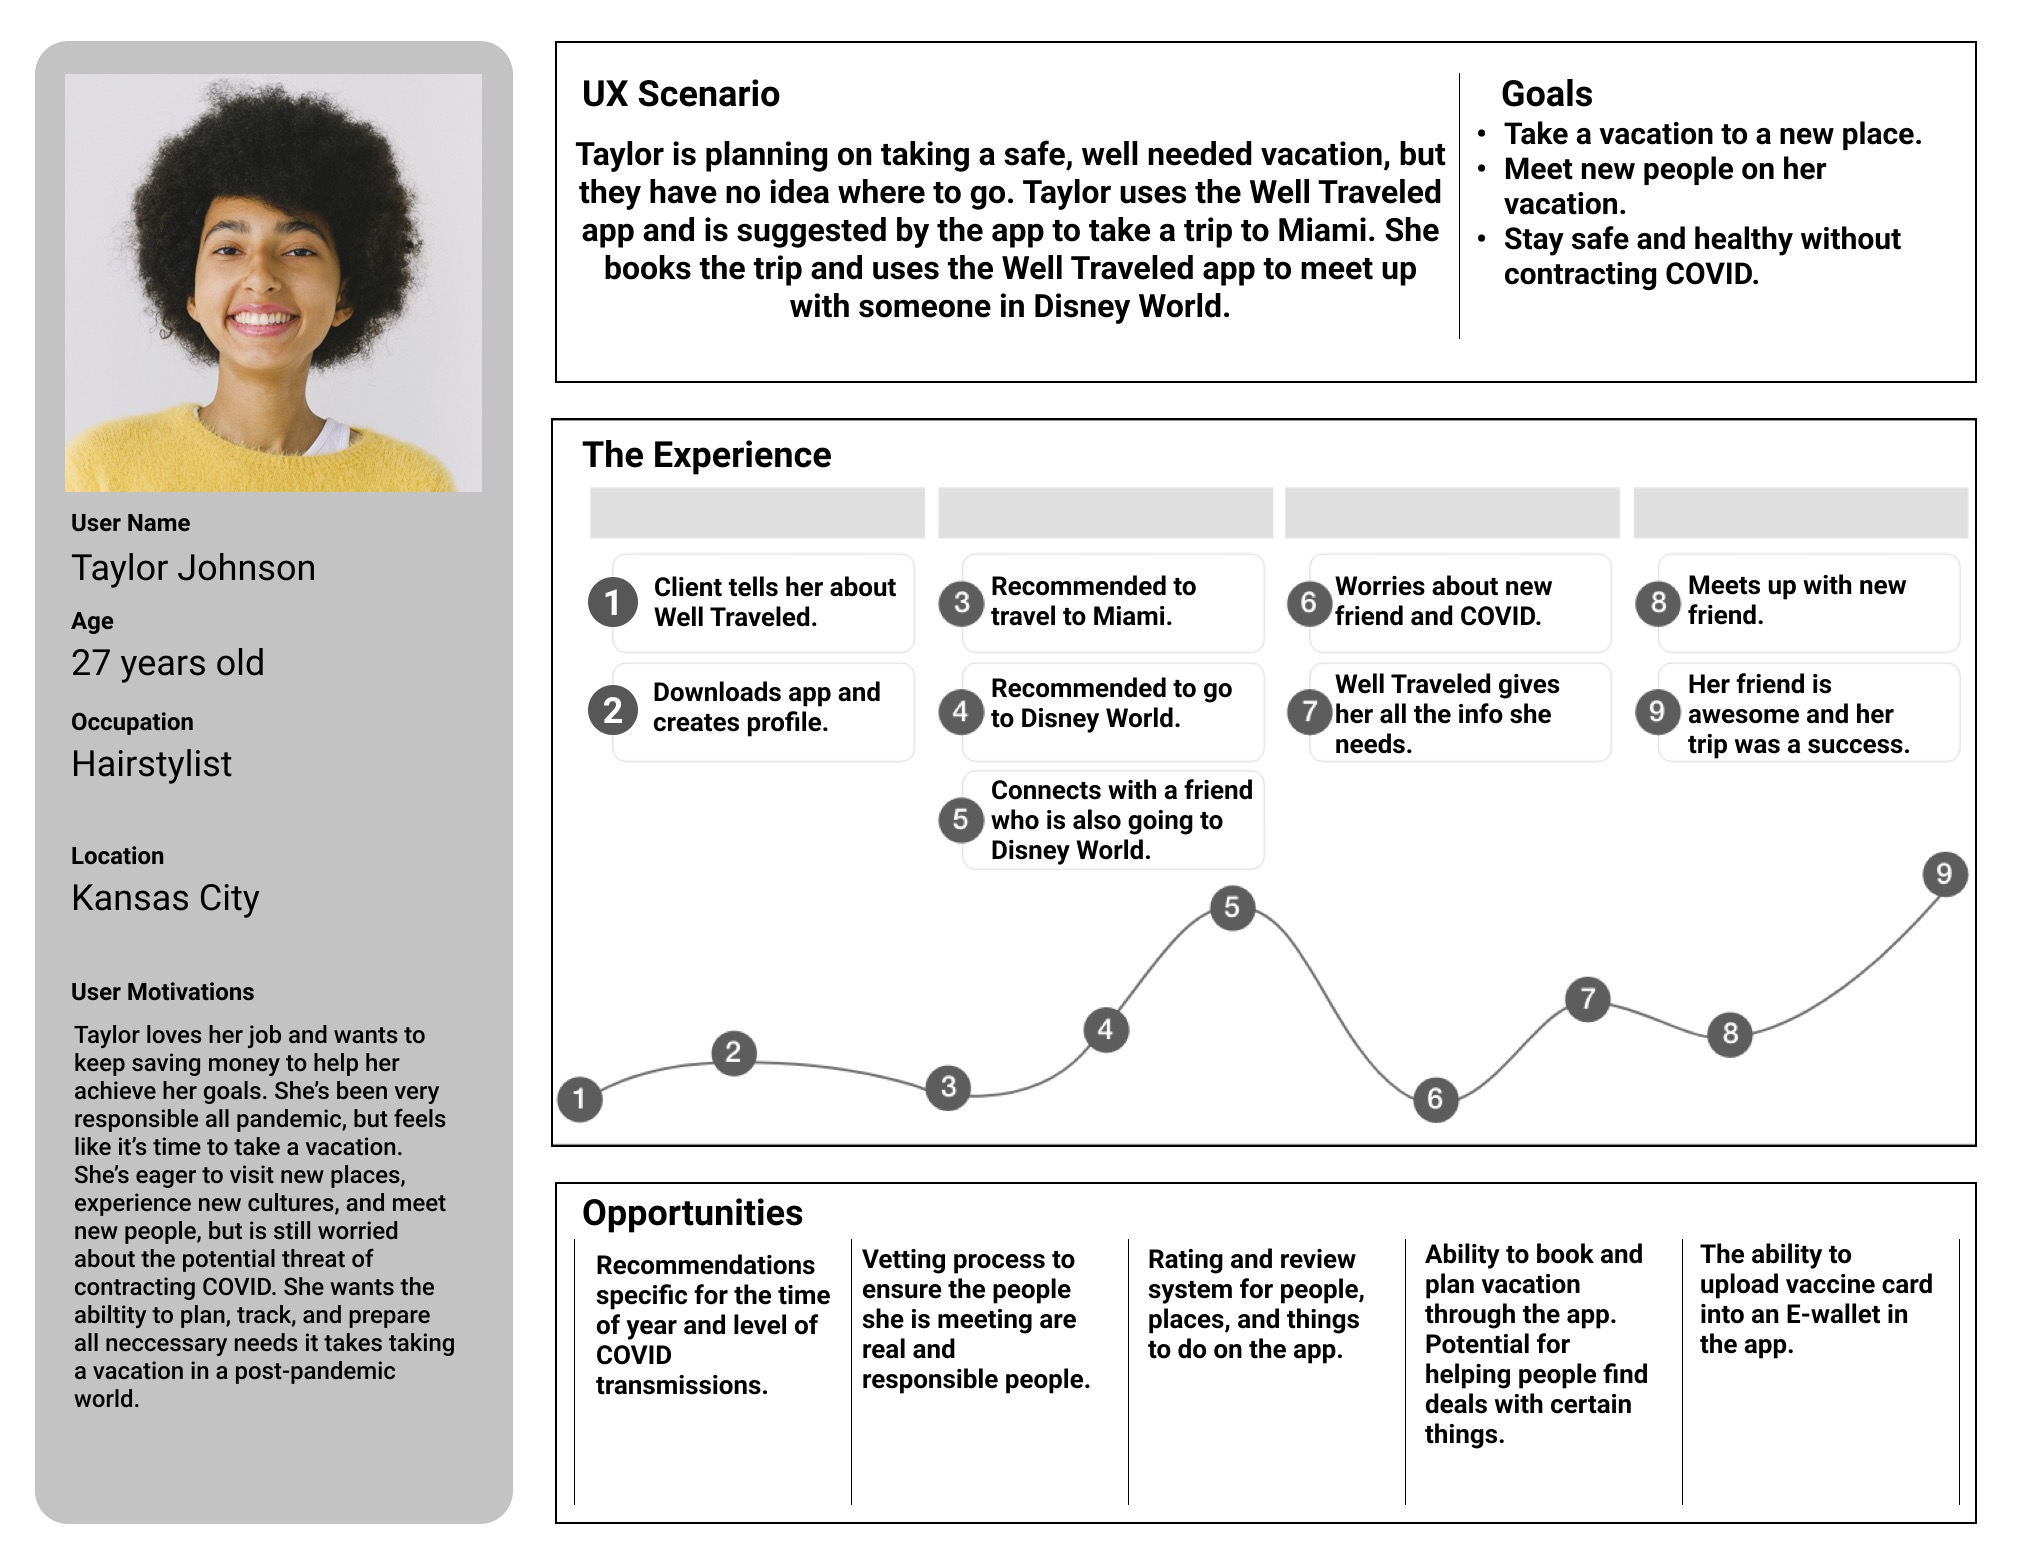 User Name
Taylor Johnson
Age
27 years old
Occupation
Hairstylist
Location
Kansas City
User Motivations
Taylor loves her job and wants to
keep saving money to help her
achieve her goals. She’s been very
responsible all pandemic, but feels
like it’s time to take a vacation.
She’s eager to visit new places,
experience new cultures, and meet
new people, but is still worried
about the potential threat of
contracting COVID. She wants the
abiltity to plan, track, and prepare
all neccessary needs it takes taking
a vacation in a post-pandemic
world.
UX Scenario
Taylor is planning on taking a safe, well needed vacation, but
they have no idea where to go. Taylor uses the Well Traveled
app and is suggested by the app to take a trip to Miami. She
books the trip and uses the Well Traveled app to meet up
with someone in Disney World.
Goals
• Take a vacation to a new place.
• Meet new people on her
vacation.
• Stay safe and healthy without
contracting COVID.
The Experience
1
Client tells her about
Well Traveled.
2
Downloads app and
creates profile.
3
Recommended to
travel to Miami.
4
Recommended to go
to Disney World.
5
Connects with a friend
who is also going to
Disney World.
6
Worries about new
friend and COVID.
7
Well Traveled gives
her all the info she
needs.
8
Meets up with new
friend.
9
Her friend is
awesome and her
trip was a success.
1
2
3
4
5
6
7
8
9
Opportunities
Recommendations
specific for the time
of year and level of
COVID
transmissions.
Vetting process to
ensure the people
she is meeting are
real and
responsible people.
Rating and review
system for people,
places, and things
to do on the app.
Ability to book and
plan vacation
through the app.
Potential for
helping people find
deals with certain
things.
The ability to
upload vaccine card
into an E-wallet in
the app.